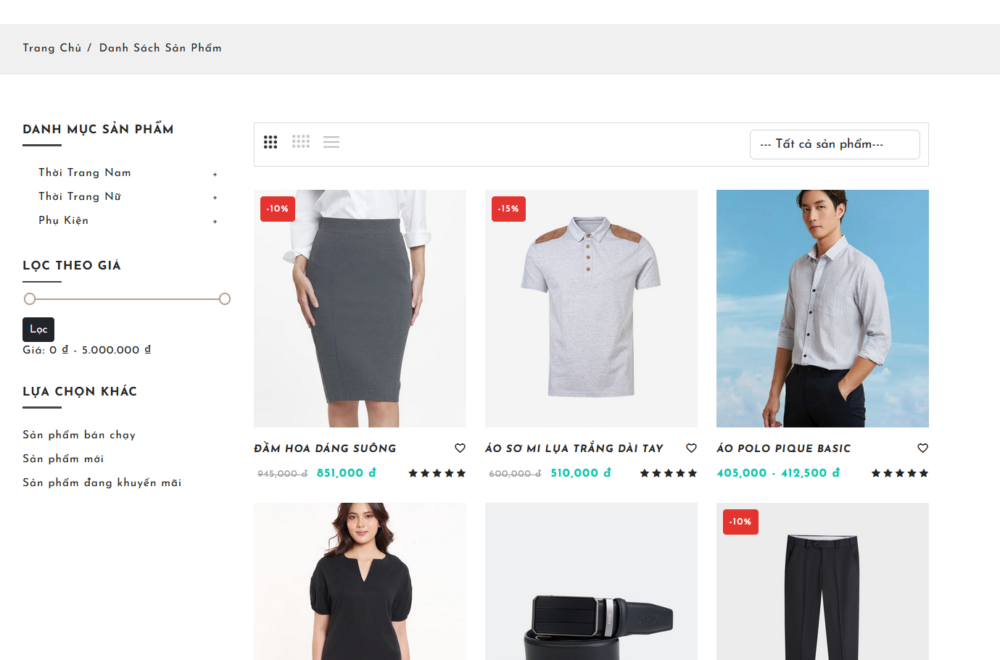 Trang Chủ / Danh Sách Sản Phẩm
DANH MỤC SẢN PHẨM
Thời Trang Nam +
Thời Trang Nữ +
Phụ Kiện +
LỌC THEO GIÁ
Lọc
Giá: 0 ₫ - 5.000.000 ₫
LỰA CHỌN KHÁC
Sản phẩm bán chạy
Sản phẩm mới
Sản phẩm đang khuyến mãi
--- Tất cả sản phẩm---
-10%
-15%
ĐẦM HOA DÁNG SUÔNG
945,000 đ 851,000 đ
ÁO SƠ MI LỤA TRẮNG DÀI TAY
600,000 đ 510,000 đ
ÁO POLO PIQUE BASIC
405,000 - 412,500 đ
-10%